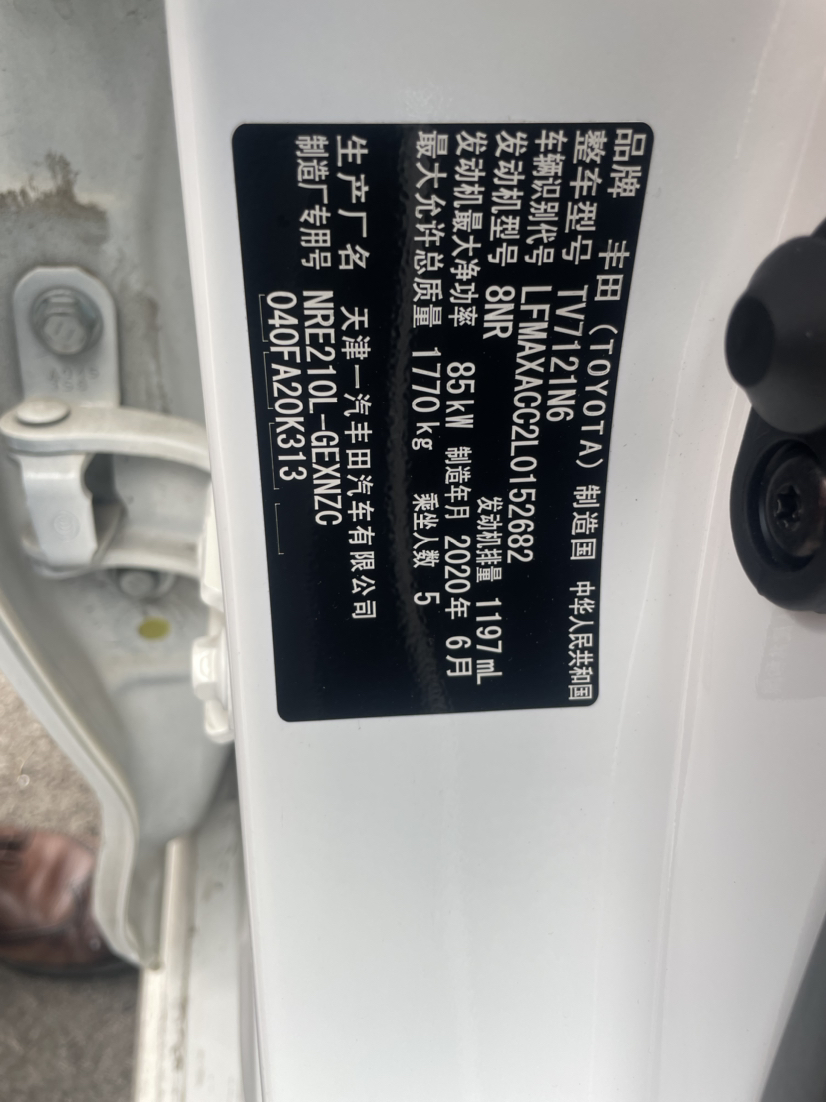 品牌 丰田（TOYOTA）制造国 中华人民共和国
整车型号 TV7121N6
车辆识别代号 LFMAXACC2L0152682
发动机型号 8NR 发动机排量 1197mL
发动机最大净功率 85kW 制造年月 2020年 6月
最大允许总质量 1770kg 乘坐人数 5
生产厂名 天津一汽丰田汽车有限公司
制造厂专用号 NRE210L-GEXNZC
040FA20K313